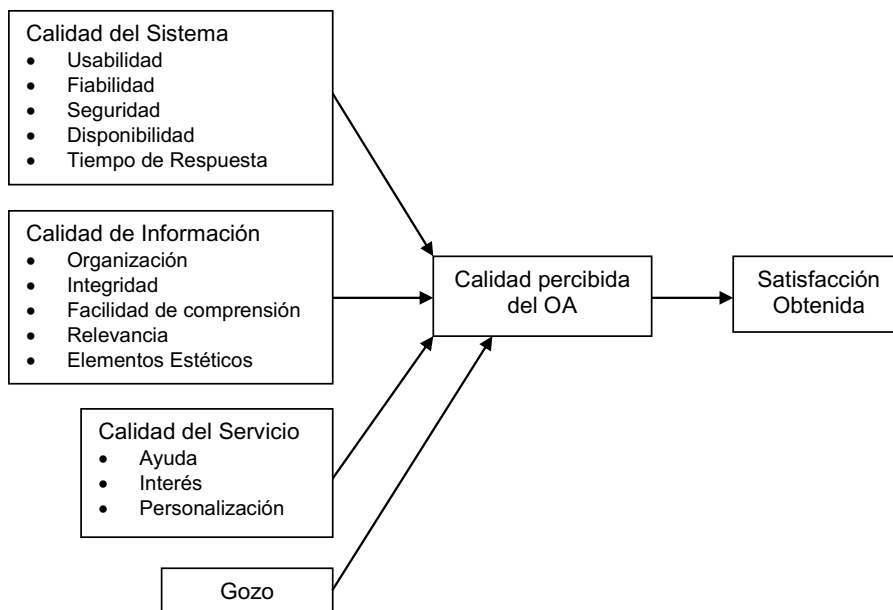 Calidad del Sistema
• Usabilidad
• Fiabilidad
• Seguridad
• Disponibilidad
• Tiempo de Respuesta
Calidad de Información
• Organización
• Integridad
• Facilidad de comprensión
• Relevancia
• Elementos Estéticos
Calidad del Servicio
• Ayuda
• Interés
• Personalización
Gozo
Calidad percibida
del OA
Satisfacción
Obtenida